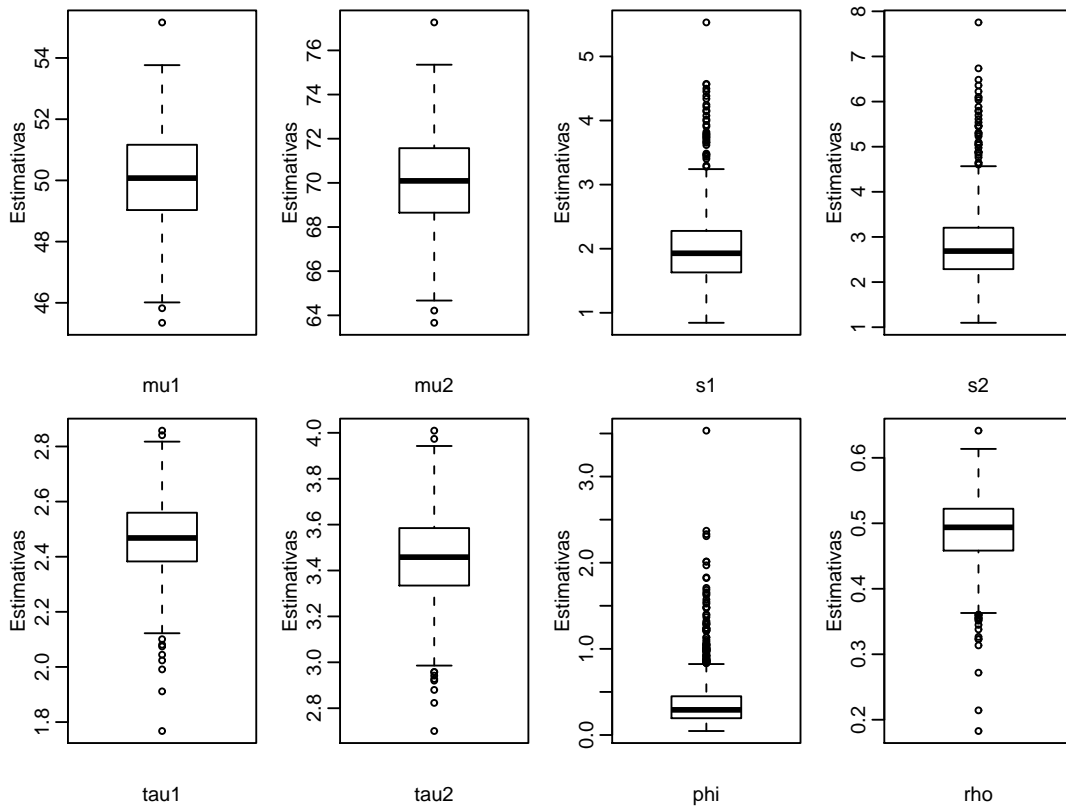 54
52
50
48
46
Estimativas
mu1
76
74
72
70
68
66
64
Estimativas
mu2
5
4
3
2
1
Estimativas
s1
8
7
6
5
4
3
2
1
Estimativas
s2
2.8
2.6
2.4
2.2
2.0
1.8
Estimativas
tau1
4.0
3.8
3.6
3.4
3.2
3.0
2.8
Estimativas
tau2
3.0
2.0
1.0
0.0
Estimativas
phi
0.6
0.5
0.4
0.3
0.2
Estimativas
rho